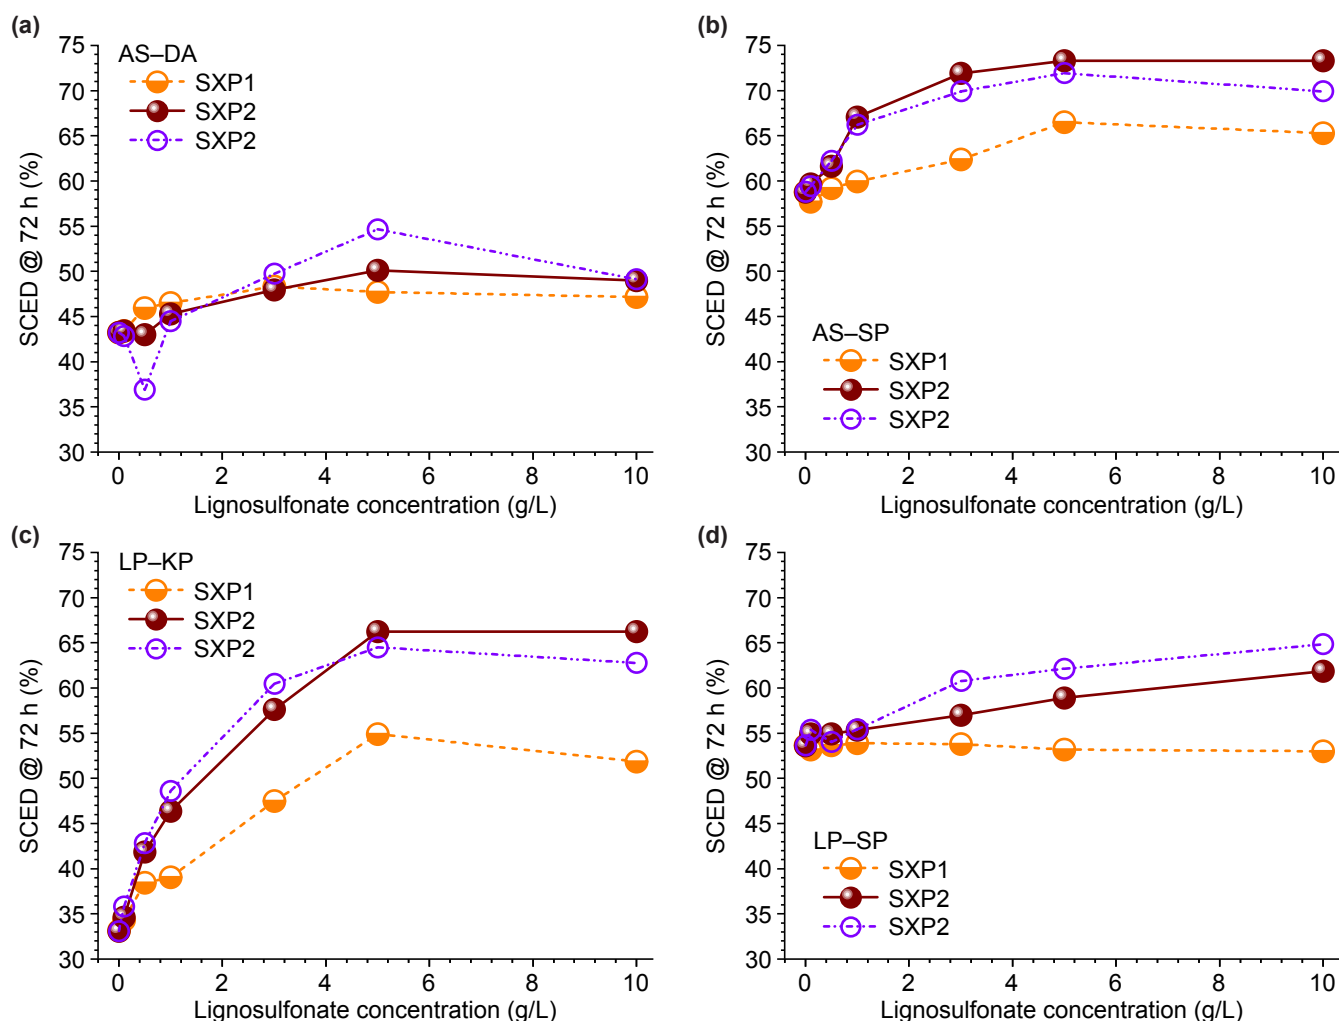 (a)
75
70
65
60
55
50
45
40
35
30
SCED @ 72 h (%)
AS–DA
SXP1
SXP2
SXP2
0 2 4 6 8 10
Lignosulfonate concentration (g/L)
(b)
75
70
65
60
55
50
45
40
35
30
SCED @ 72 h (%)
AS–SP
SXP1
SXP2
SXP2
0 2 4 6 8 10
Lignosulfonate concentration (g/L)
(c)
75
70
65
60
55
50
45
40
35
30
SCED @ 72 h (%)
LP–KP
SXP1
SXP2
SXP2
0 2 4 6 8 10
Lignosulfonate concentration (g/L)
(d)
75
70
65
60
55
50
45
40
35
30
SCED @ 72 h (%)
LP–SP
SXP1
SXP2
SXP2
0 2 4 6 8 10
Lignosulfonate concentration (g/L)